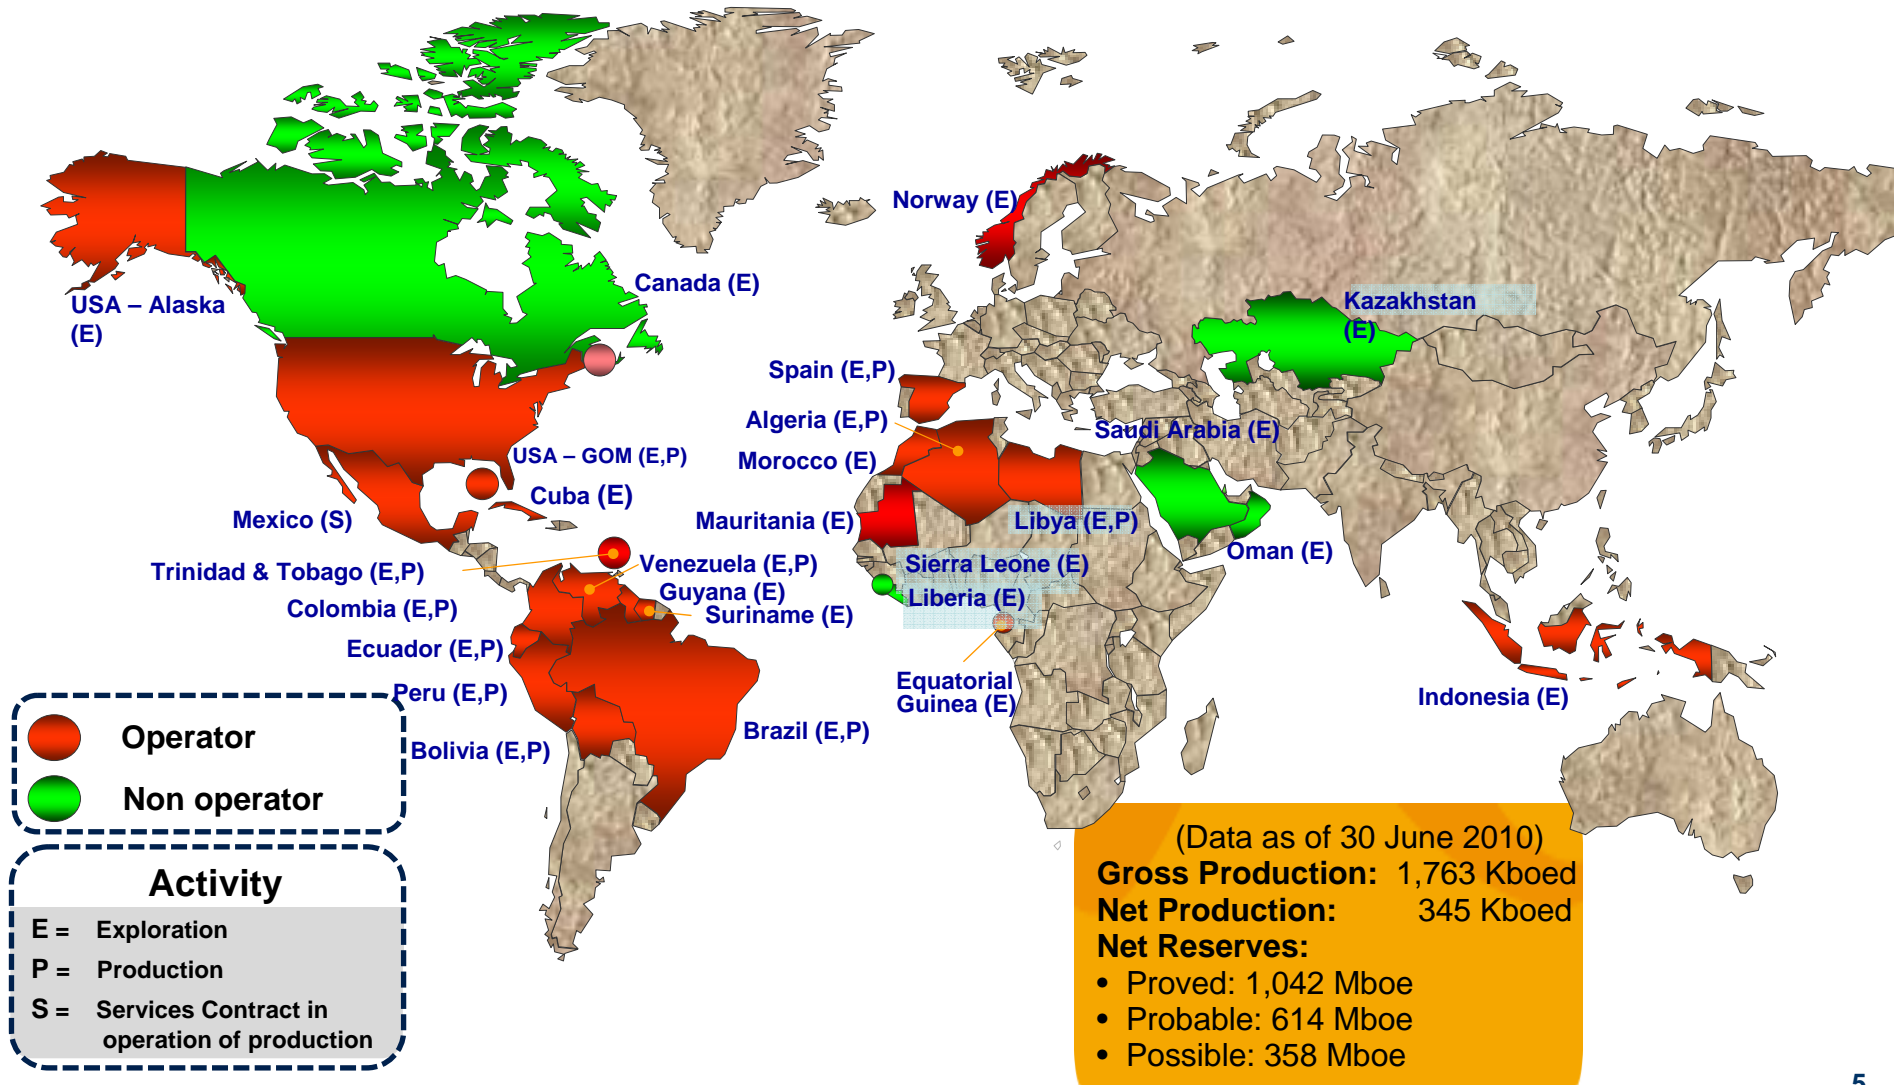 Norway (E)
Canada (E)
USA – Alaska
(E)
Kazakhstan
(E)
Spain (E,P)
Algeria (E,P)
Saudi Arabia (E)
USA – GOM (E,P)
Morocco (E)
Cuba (E)
Mexico (S)
Mauritania (E)
Libya (E,P)
Oman (E)
Trinidad & Tobago (E,P)
Venezuela (E,P)
Sierra Leone (E)
Guyana (E)
Liberia (E)
Colombia (E,P)
Suriname (E)
Ecuador (E,P)
Equatorial
Guinea (E)
Peru (E,P)
Indonesia (E)
Brazil (E,P)
Bolivia (E,P)
Operator
Non operator
Activity
E = Exploration
P = Production
S = Services Contract in
operation of production
(Data as of 30 June 2010)
Gross Production: 1,763 Kboed
Net Production: 345 Kboed
Net Reserves:
• Proved: 1,042 Mboe
• Probable: 614 Mboe
• Possible: 358 Mboe
5